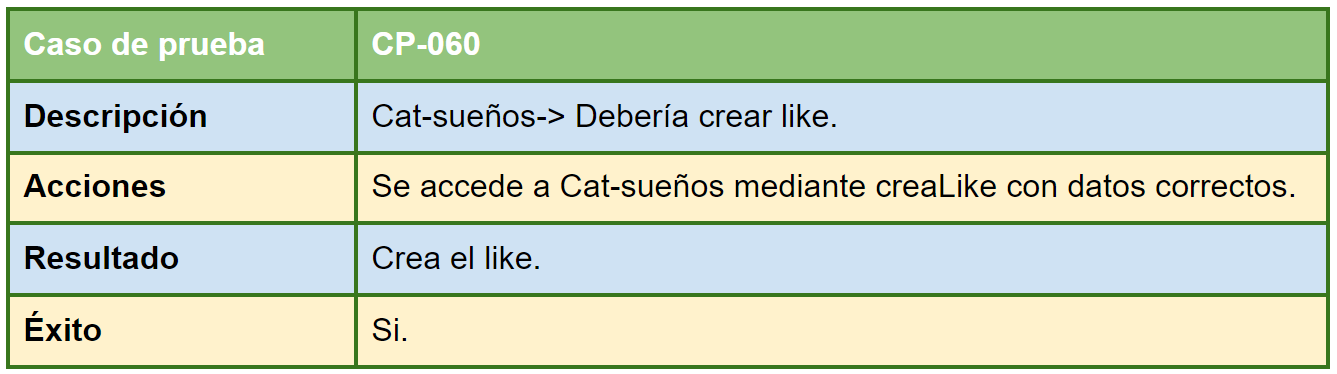 Caso de prueba CP-060
Descripción Cat-sueños-> Debería crear like.
Acciones Se accede a Cat-sueños mediante creaLike con datos correctos.
Resultado Crea el like.
Éxito Si.